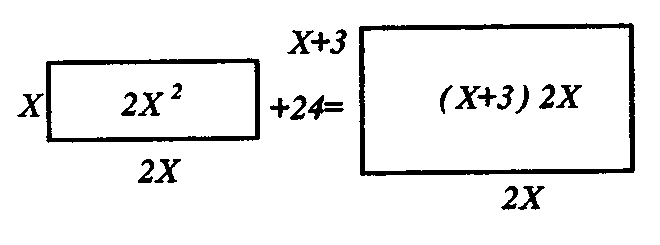 X+3
X 2X² +24= (X+3) 2X
2X
2X